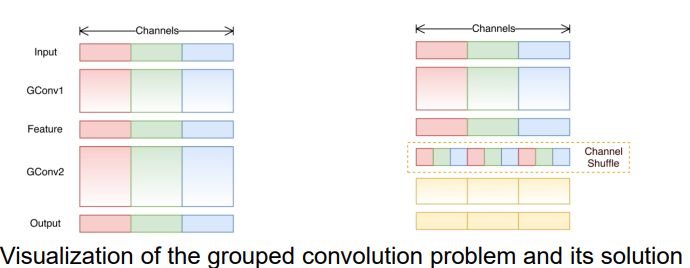 Channels
Input
GConv1
Feature
GConv2
Output
Channels
Channel
Shuffle
Visualization of the grouped convolution problem and its solution